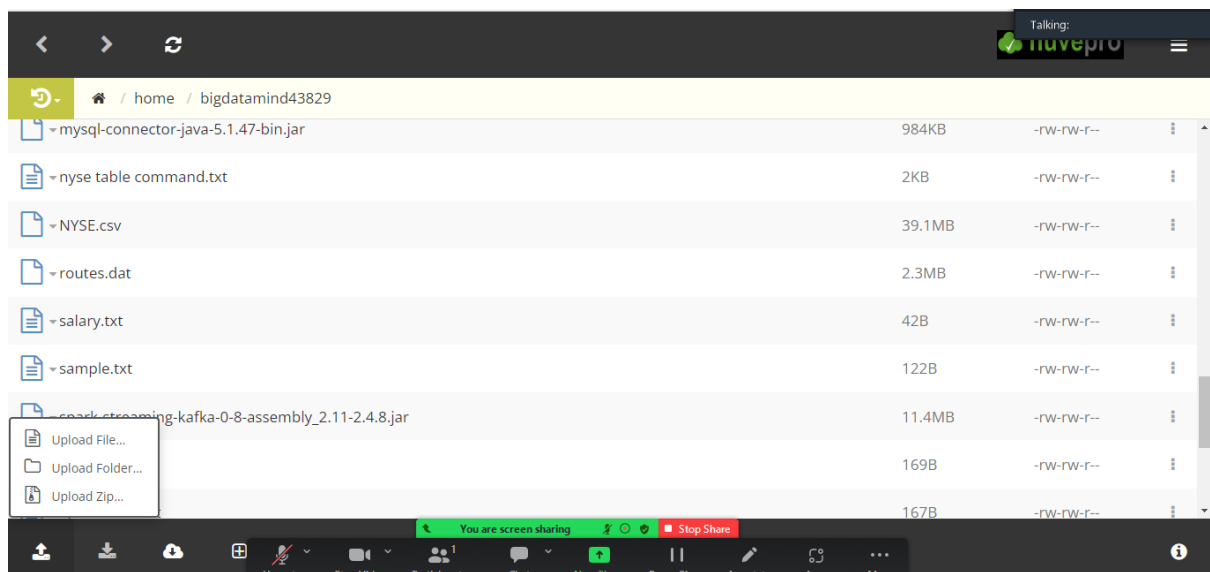 Talking:
nuvepro
/ home / bigdatamind43829
mysql-connector-java-5.1.47-bin.jar 984KB -rw-rw-r--
nyse table command.txt 2KB -rw-rw-r--
NYSE.csv 39.1MB -rw-rw-r--
routes.dat 2.3MB -rw-rw-r--
salary.txt 42B -rw-rw-r--
sample.txt 122B -rw-rw-r--
spark-streaming-kafka-0-8-assembly_2.11-2.4.8.jar 11.4MB -rw-rw-r--
Upload File...
Upload Folder...
169B -rw-rw-r--
Upload Zip...
167B -rw-rw-r--
You are screen sharing Stop Share
1